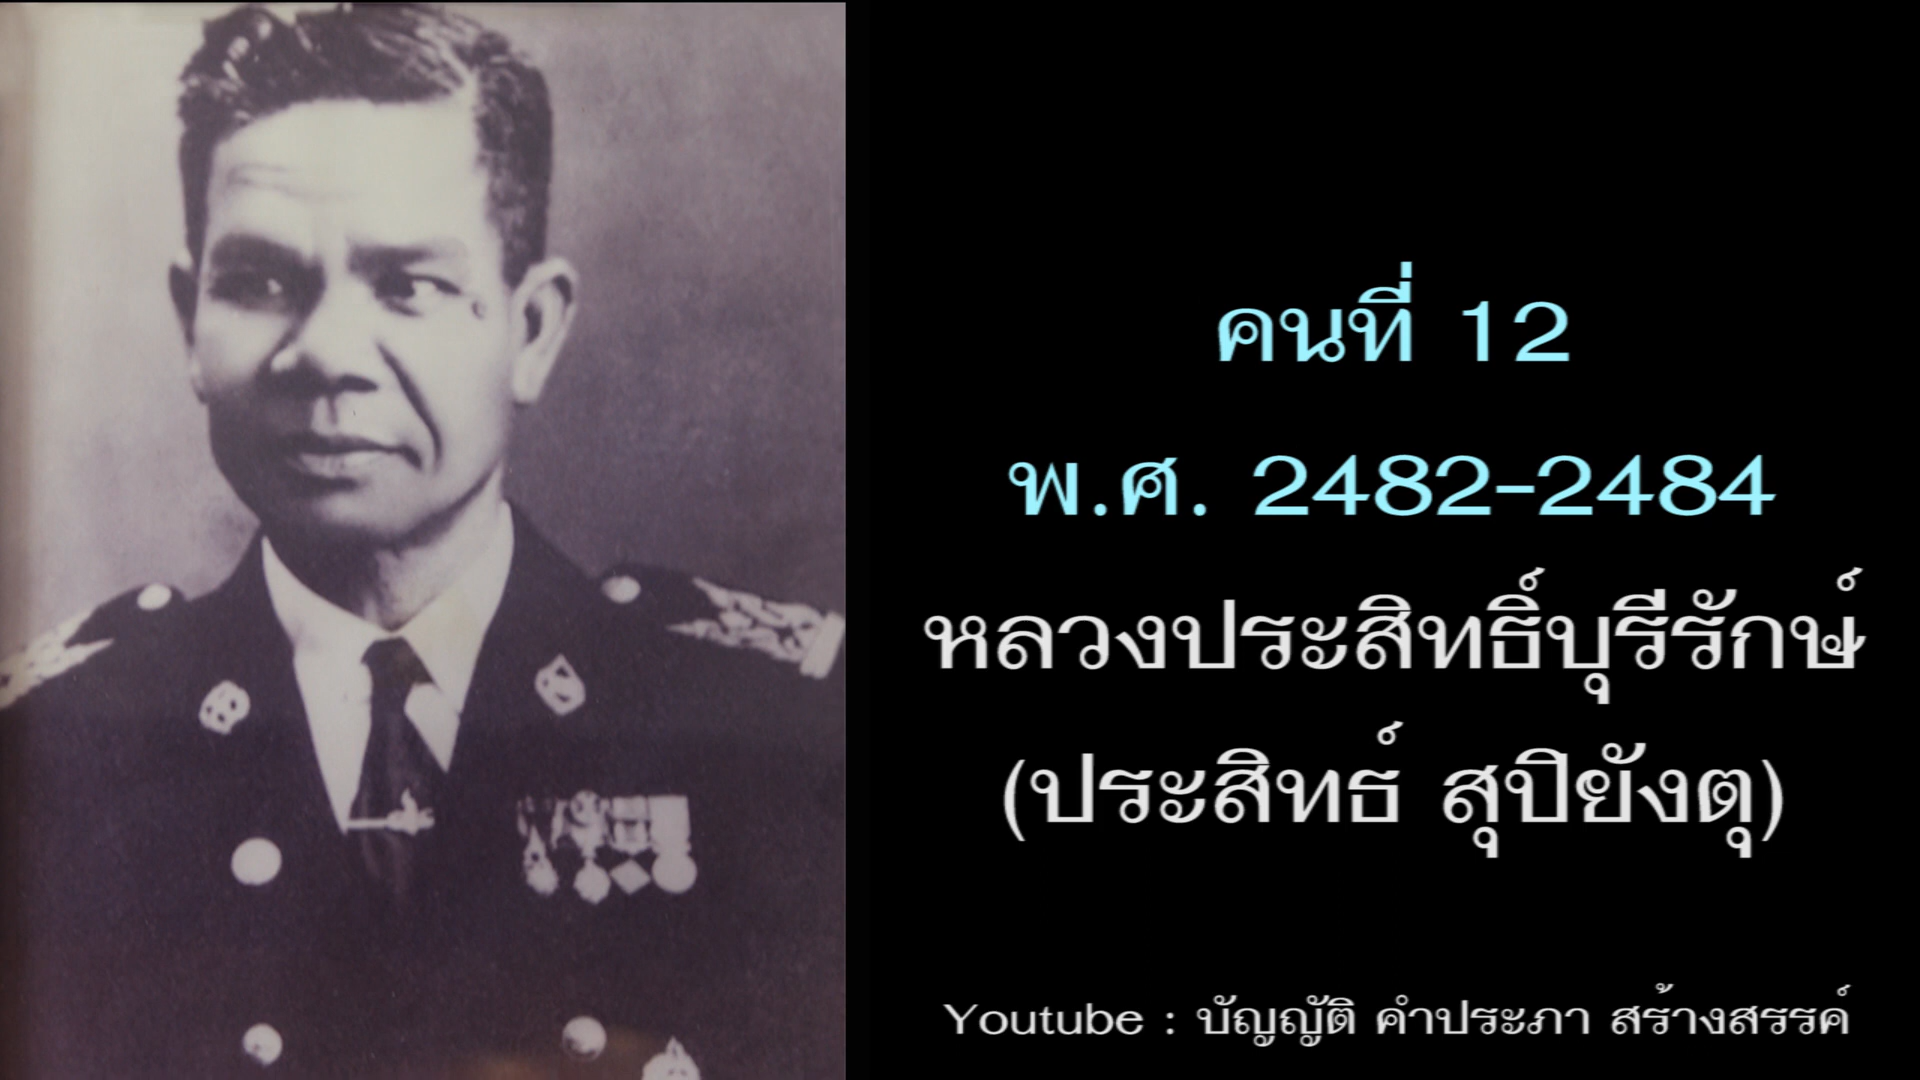 คนที่ 12
พ.ศ. 2482-2484
หลวงประสิทธิ์บุรีรักษ์
(ประสิทธ์ สุปิยังตุ)
Youtube : บัญญัติ คำประภา สร้างสรรค์